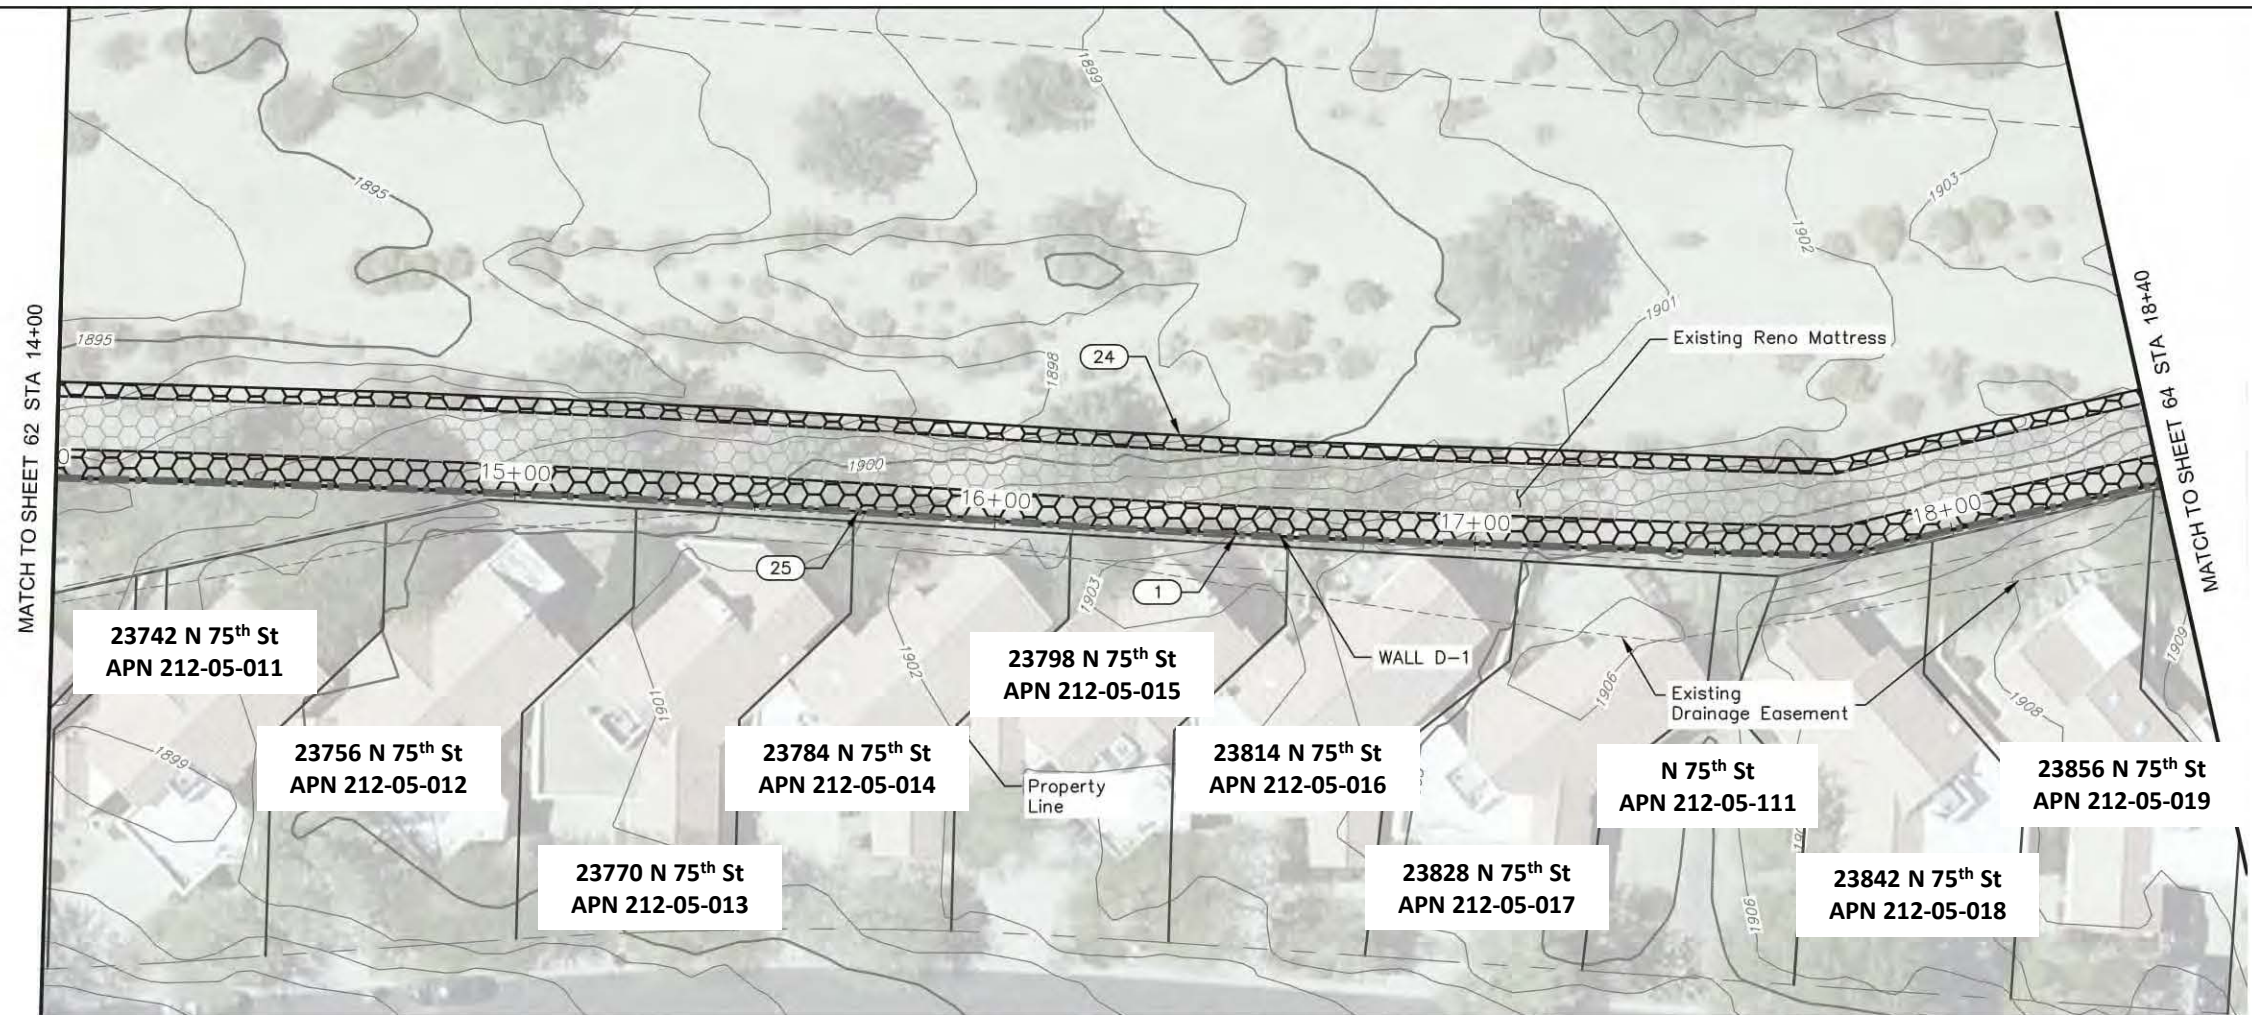 1899
1895
1903
1902
MATCH TO SHEET 62 STA 14+00
MATCH TO SHEET 64 STA 18+40
1895
1901
Existing Reno Mattress
24
1898
0
15+00
1900
16+00
17+00
18+00
25
1
1903
WALL D-1
1909
23742 N 75th St
APN 212-05-011
23798 N 75th St
APN 212-05-015
1902
1901
1906
Existing
Drainage Easement
1908
1899
23756 N 75th St
APN 212-05-012
23784 N 75th St
APN 212-05-014
Property
Line
23814 N 75th St
APN 212-05-016
N 75th St
APN 212-05-111
23856 N 75th St
APN 212-05-019
23770 N 75th St
APN 212-05-013
23828 N 75th St
APN 212-05-017
23842 N 75th St
APN 212-05-018
1906